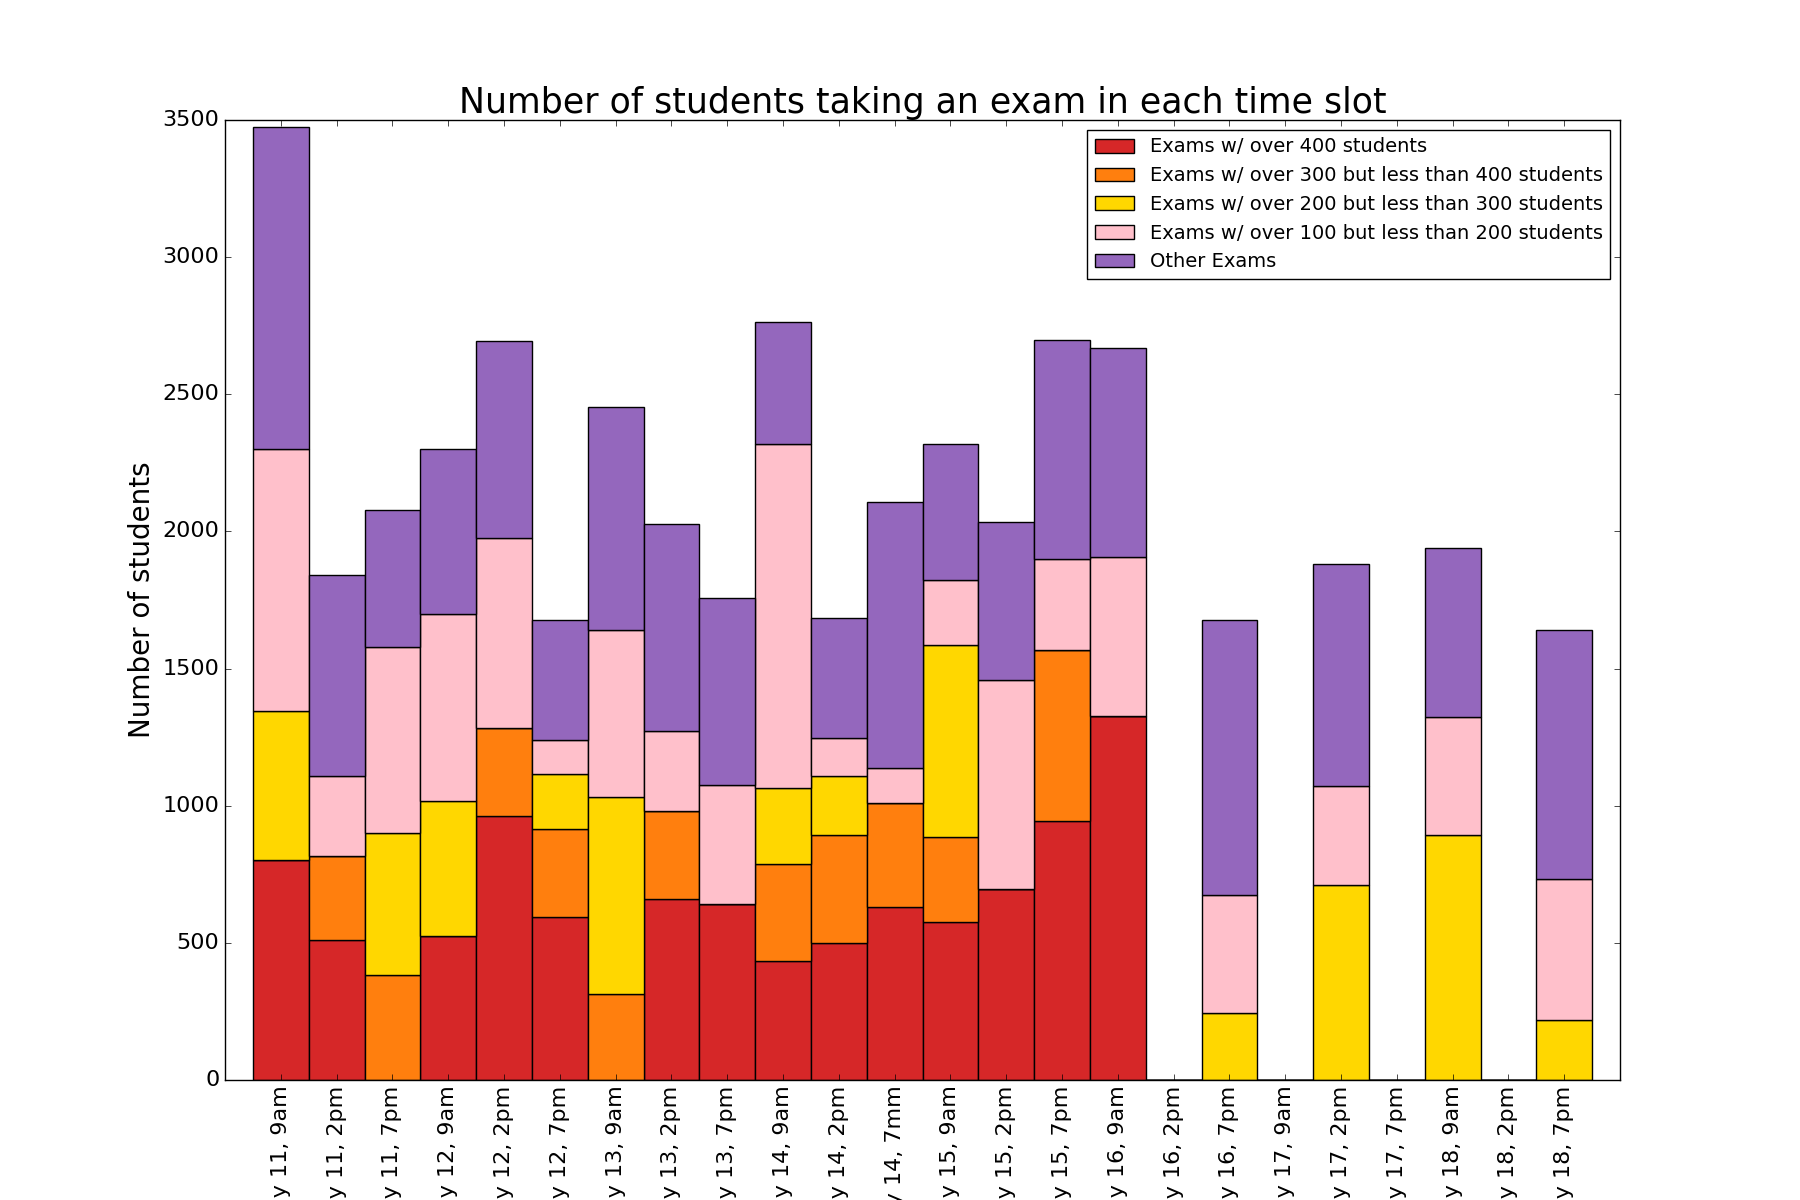 Number of students taking an exam in each time slot
Exams w/ over 400 students
Exams w/ over 300 but less than 400 students
Exams w/ over 200 but less than 300 students
Exams w/ over 100 but less than 200 students
Other Exams
Number of students
3500
3000
2500
2000
1500
1000
500
0
y 11, 9am
y 11, 2pm
y 11, 7pm
y 12, 9am
y 12, 2pm
y 12, 7pm
y 13, 9am
y 13, 2pm
y 13, 7pm
y 14, 9am
y 14, 2pm
y 14, 7mm
y 15, 9am
y 15, 2pm
y 15, 7pm
y 16, 9am
y 16, 2pm
y 16, 7pm
y 17, 9am
y 17, 2pm
y 17, 7pm
y 18, 9am
y 18, 2pm
y 18, 7pm